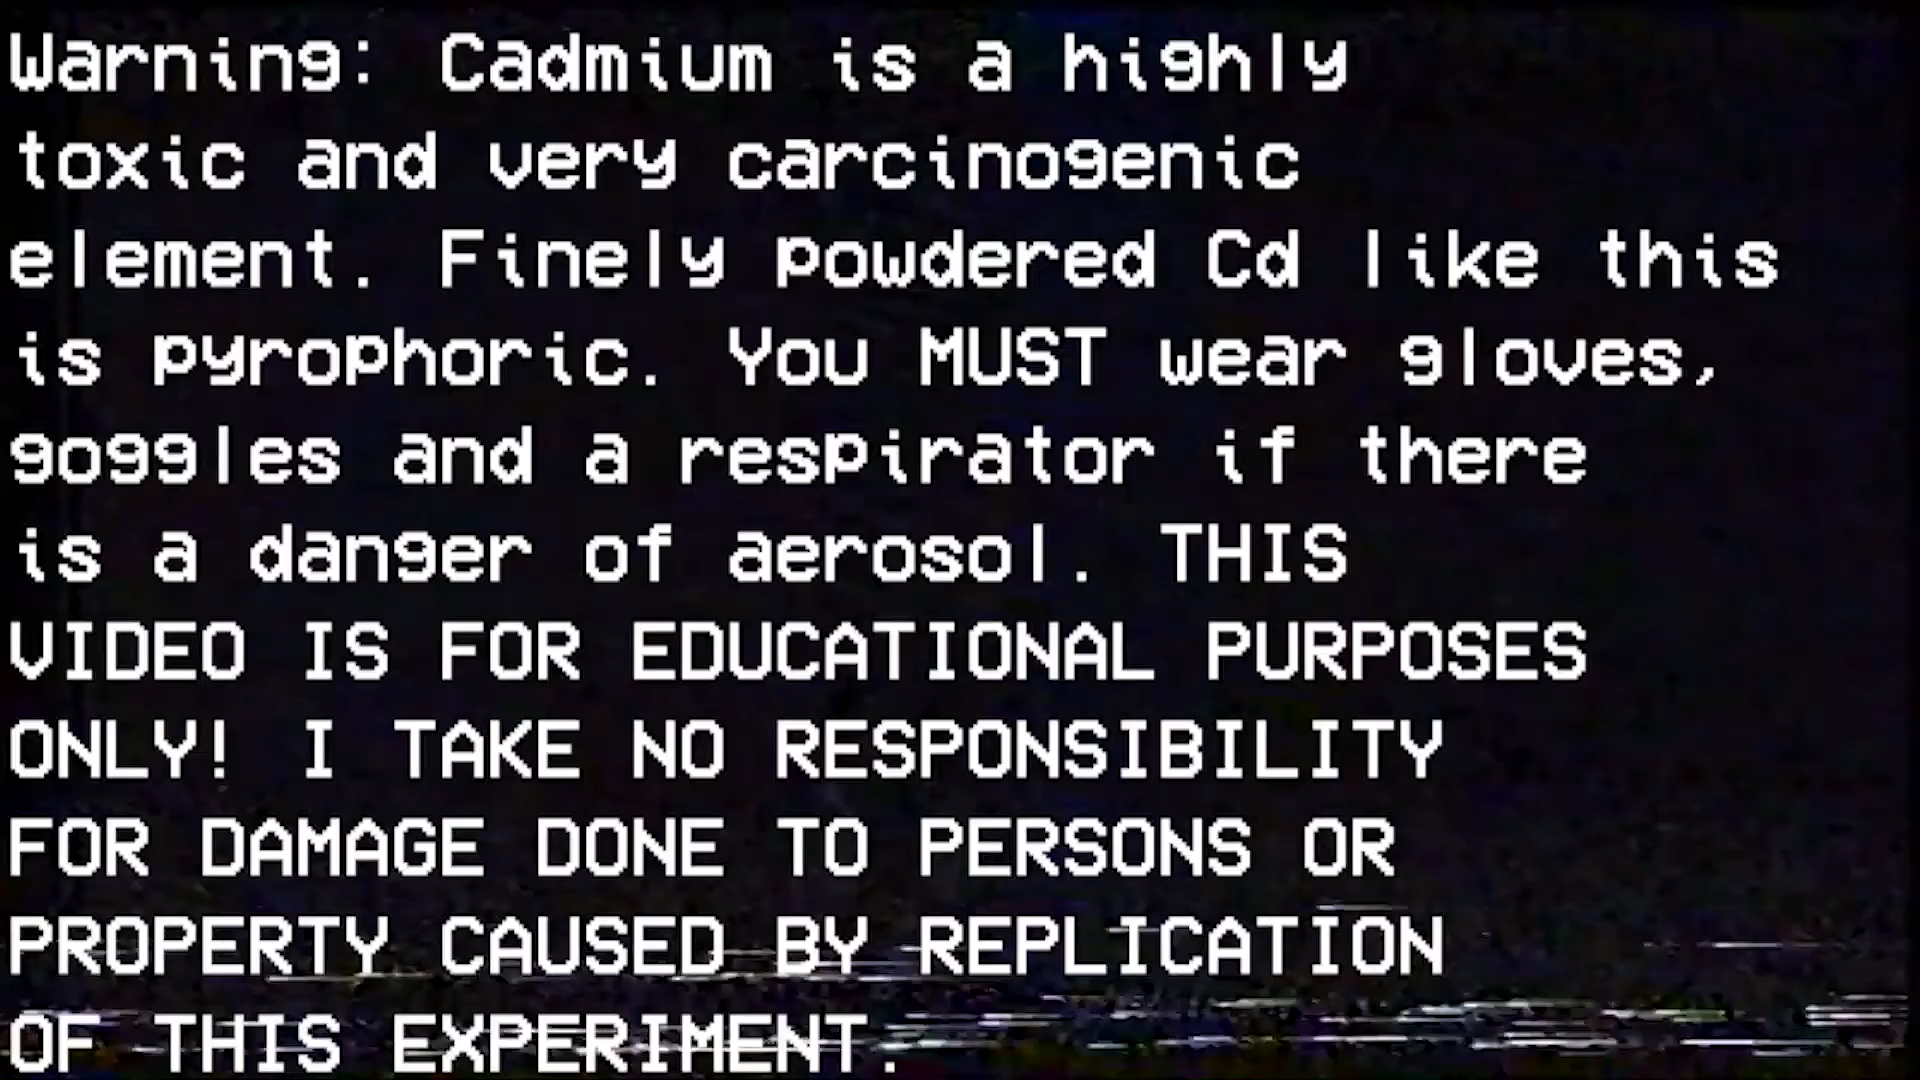 Warning: Cadmium is a highly
toxic and very carcinogenic
element. Finely powdered Cd like this
is pyrophoric. You MUST wear gloves,
goggles and a respirator if there
is a danger of aerosol. THIS
VIDEO IS FOR EDUCATIONAL PURPOSES
ONLY! I TAKE NO RESPONSIBILITY
FOR DAMAGE DONE TO PERSONS OR
PROPERTY CAUSED BY REPLICATION
OF THIS EXPERIMENT.